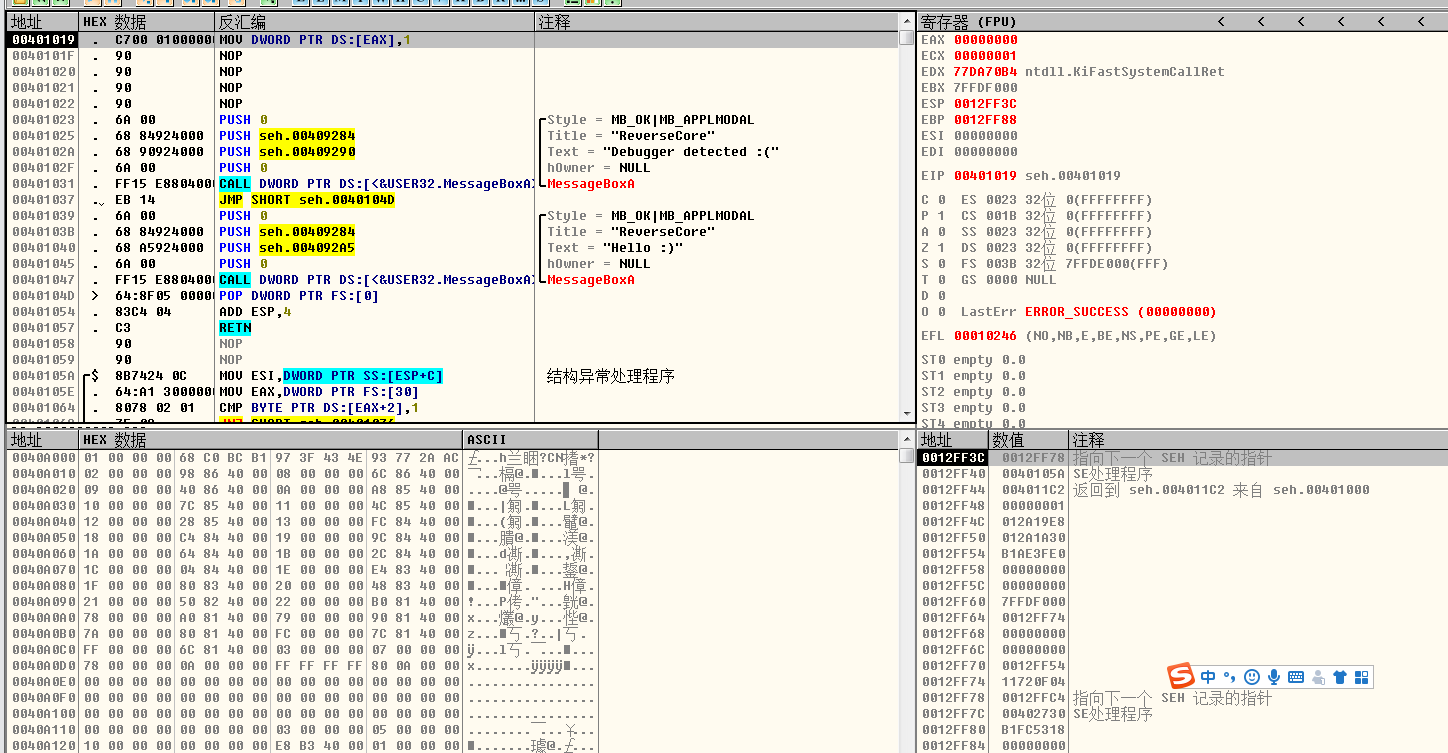 地址 HEX 数据 反汇编 注释
00401019 . C700 01000000 MOV DWORD PTR DS:[EAX],1
0040101F . 90 NOP
00401020 . 90 NOP
00401021 . 90 NOP
00401022 . 90 NOP
00401023 . 6A 00 PUSH 0 Style = MB_OK|MB_APPLMODAL
00401025 . 68 84924000 PUSH seh.00409284 Title = "ReverseCore"
0040102A . 68 90924000 PUSH seh.00409290 Text = "Debugger detected :("
0040102F . 6A 00 PUSH 0 hOwner = NULL
00401031 . FF15 E8804000 CALL DWORD PTR DS:[<&USER32.MessageBoxA> MessageBoxA
00401037 . EB 14 JMP SHORT seh.0040104D
00401039 . 6A 00 PUSH 0 Style = MB_OK|MB_APPLMODAL
0040103B . 68 84924000 PUSH seh.00409284 Title = "ReverseCore"
00401040 . 68 A5924000 PUSH seh.004092A5 Text = "Hello :)"
00401045 . 6A 00 PUSH 0 hOwner = NULL
00401047 . FF15 E8804000 CALL DWORD PTR DS:[<&USER32.MessageBoxA> MessageBoxA
0040104D > 64:8F05 00000 POP DWORD PTR FS:[0]
00401054 . 83C4 04 ADD ESP,4
00401057 . C3 RETN
00401058 90 NOP
00401059 90 NOP
0040105A $ 8B7424 0C MOV ESI,DWORD PTR SS:[ESP+C] 结构异常处理程序
0040105E . 64:A1 3000000 MOV EAX,DWORD PTR FS:[30]
00401064 . 8078 02 01 CMP BYTE PTR DS:[EAX+2],1
寄存器 (FPU) < < < < < <
EAX 00000000
ECX 00000001
EDX 77DA70B4 ntdll.KiFastSystemCallRet
EBX 7FFDF000
ESP 0012FF3C
EBP 0012FF88
ESI 00000000
EDI 00000000
EIP 00401019 seh.00401019
C 0 ES 0023 32位 0(FFFFFFFF)
P 1 CS 001B 32位 0(FFFFFFFF)
A 0 SS 0023 32位 0(FFFFFFFF)
Z 1 DS 0023 32位 0(FFFFFFFF)
S 0 FS 003B 32位 7FFDE000(FFF)
T 0 GS 0000 NULL
D 0
O 0 LastErr ERROR_SUCCESS (00000000)
EFL 00010246 (NO,NB,E,BE,NS,PE,GE,LE)
ST0 empty 0.0
ST1 empty 0.0
ST2 empty 0.0
ST3 empty 0.0
ST4 empty 0.0
地址 HEX 数据 ASCII
0040A000 01 00 00 00 68 C0 BC B1 97 3F 43 4E 93 77 2A AC
0040A010 02 00 00 00 98 86 40 00 08 00 00 00 6C 86 40 00
0040A020 09 00 00 00 40 86 40 00 0A 00 00 00 A8 85 40 00
0040A030 10 00 00 00 7C 85 40 00 11 00 00 00 4C 85 40 00
0040A040 12 00 00 00 28 85 40 00 13 00 00 00 FC 84 40 00
0040A050 18 00 00 00 C4 84 40 00 19 00 00 00 9C 84 40 00
0040A060 1A 00 00 00 64 84 40 00 1B 00 00 00 2C 84 40 00
0040A070 1C 00 00 00 04 84 40 00 1E 00 00 00 E4 83 40 00
0040A080 1F 00 00 00 80 83 40 00 20 00 00 00 48 83 40 00
0040A090 21 00 00 00 50 82 40 00 22 00 00 00 B0 81 40 00
0040A0A0 78 00 00 00 A0 81 40 00 79 00 00 00 90 81 40 00
0040A0B0 7A 00 00 00 80 81 40 00 FC 00 00 00 7C 81 40 00
0040A0C0 FF 00 00 00 6C 81 40 00 03 00 00 00 07 00 00 00
0040A0D0 78 00 00 00 0A 00 00 00 FF FF FF FF 80 0A 00 00
0040A0E0 00 00 00 00 00 00 00 00 00 00 00 00 00 00 00 00 ................
0040A0F0 00 00 00 00 00 00 00 00 00 00 00 00 00 00 00 00 ................
0040A100 00 00 00 00 00 00 00 00 00 00 00 00 00 00 00 00 ................
0040A110 00 00 00 00 00 00 00 00 03 00 00 00 05 00 00 00
0040A120 10 00 00 00 00 00 00 00 E8 B3 40 00 01 00 00 00
地址 数值 注释
0012FF3C 0012FF78 指向下一个 SEH 记录的指针
0012FF40 0040105A SE处理程序
0012FF44 004011C2 返回到 seh.004011C2 来自 seh.00401000
0012FF48 00000001
0012FF4C 012A19E8
0012FF50 012A1A30
0012FF54 B1AE3FE0
0012FF58 00000000
0012FF5C 00000000
0012FF60 7FFDF000
0012FF64 0012FF74
0012FF68 00000000
0012FF6C 00000000
0012FF70 0012FF54
0012FF74 11720F04
0012FF78 0012FFC4 指向下一个 SEH 记录的指针
0012FF7C 00402730 SE处理程序
0012FF80 B1FC5318
0012FF84 00000000
S 中